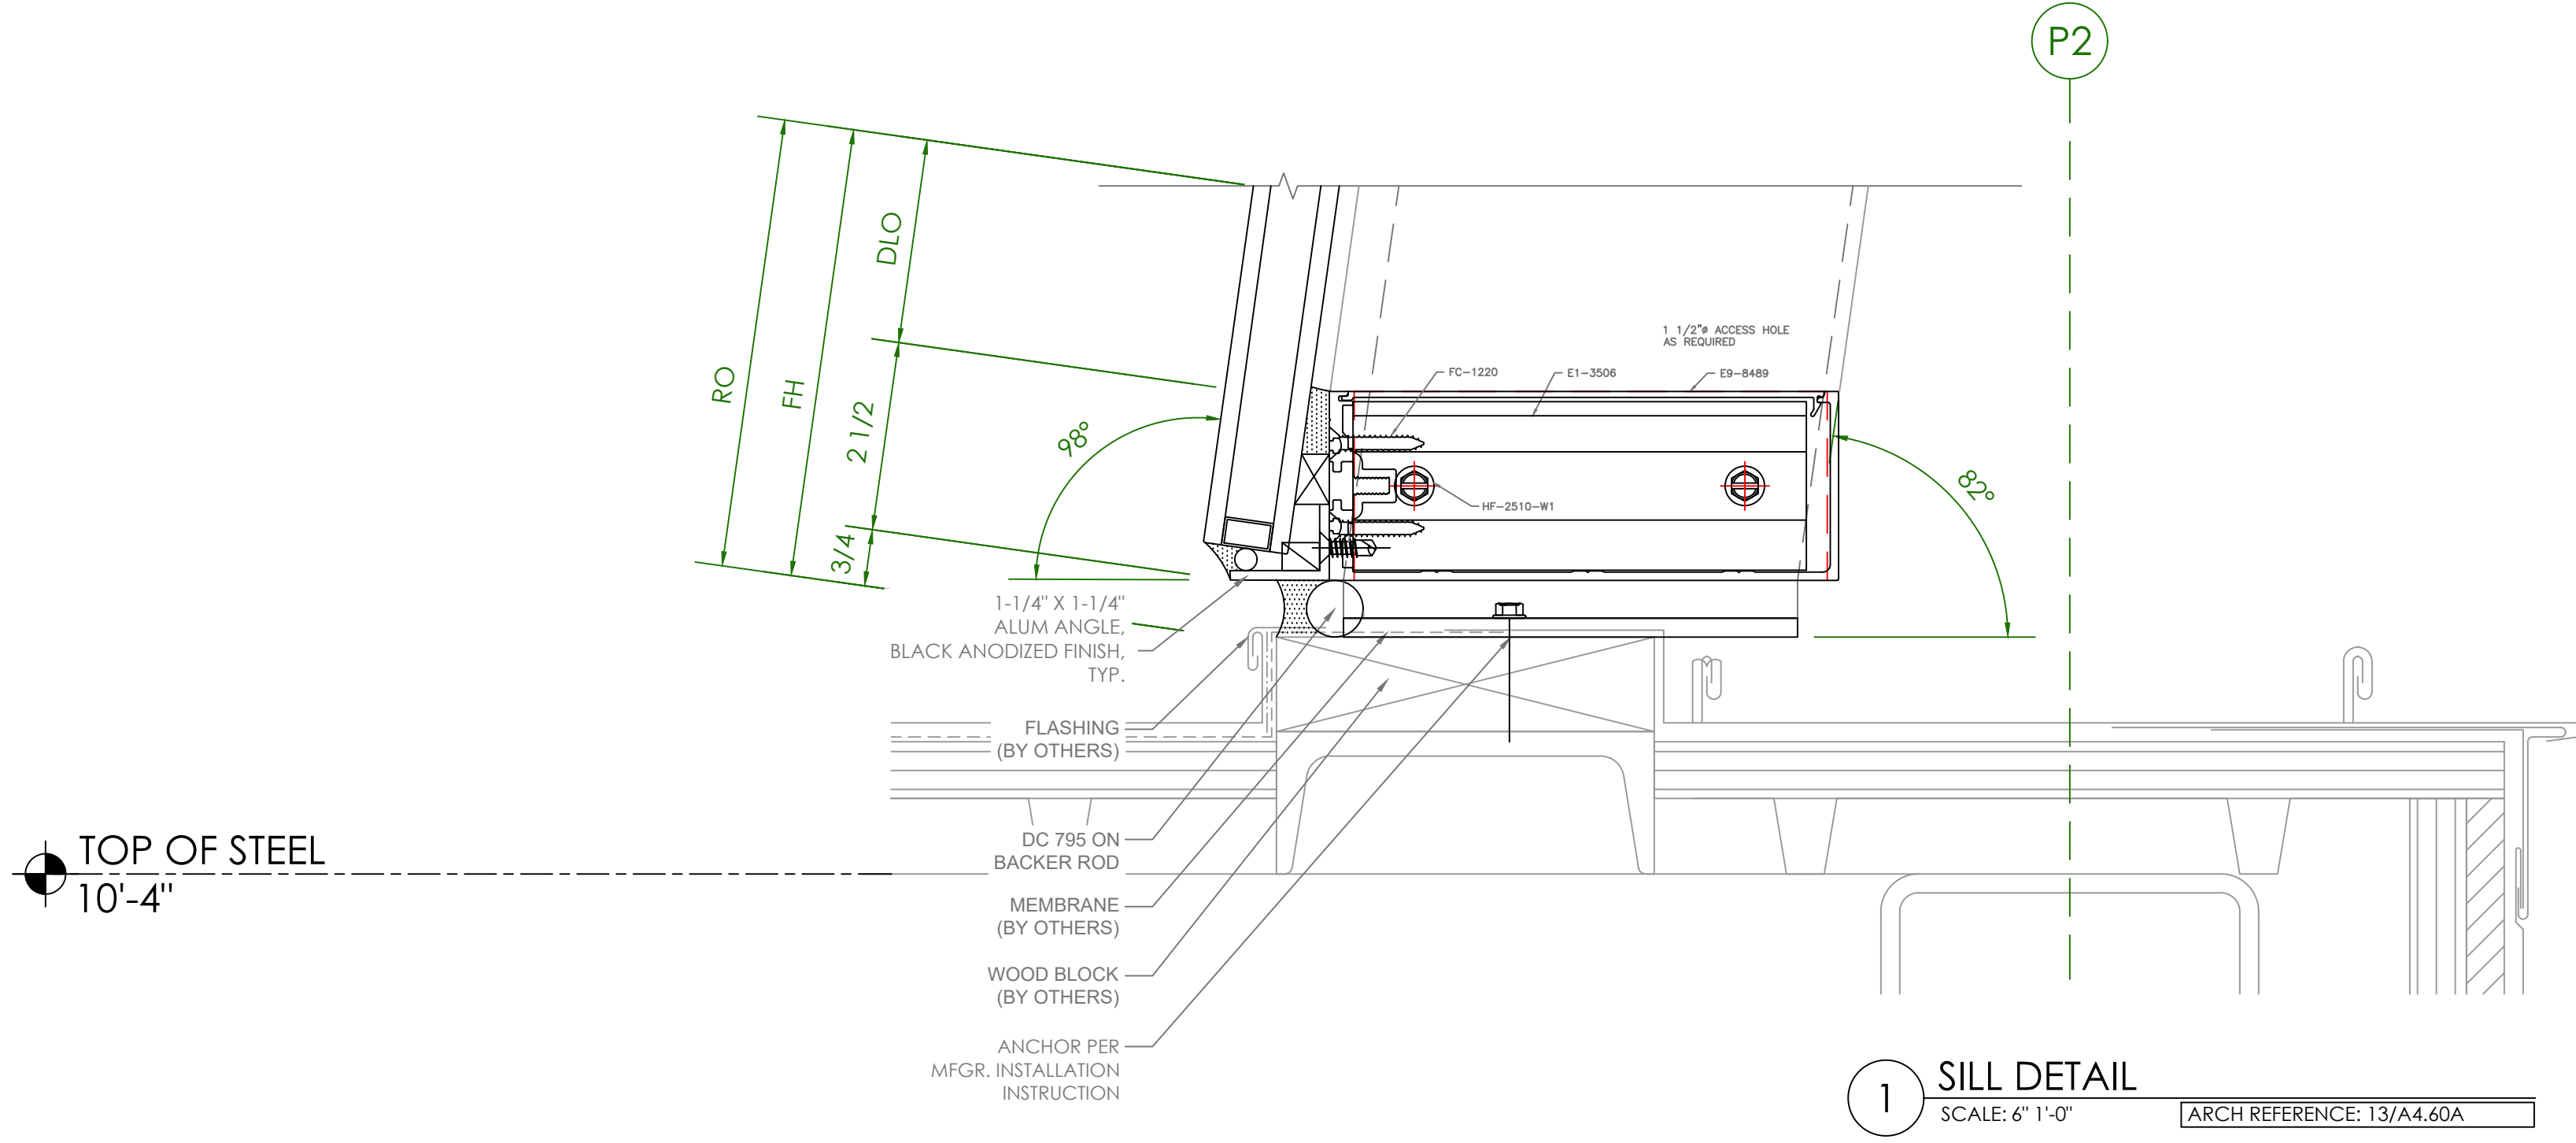 P2
RO
FH
DLO
2 1/2
3/4
98°
82°
1 1/2"ø ACCESS HOLE
AS REQUIRED
FC-1220
E1-3506
E9-8489
HF-2510-W1
1-1/4" X 1-1/4"
ALUM ANGLE,
BLACK ANODIZED FINISH,
TYP.
FLASHING
(BY OTHERS)
DC 795 ON
BACKER ROD
MEMBRANE
(BY OTHERS)
WOOD BLOCK
(BY OTHERS)
ANCHOR PER
MFGR. INSTALLATION
INSTRUCTION
TOP OF STEEL
10'-4"
1
SILL DETAIL
SCALE: 6" 1'-0"
ARCH REFERENCE: 13/A4.60A